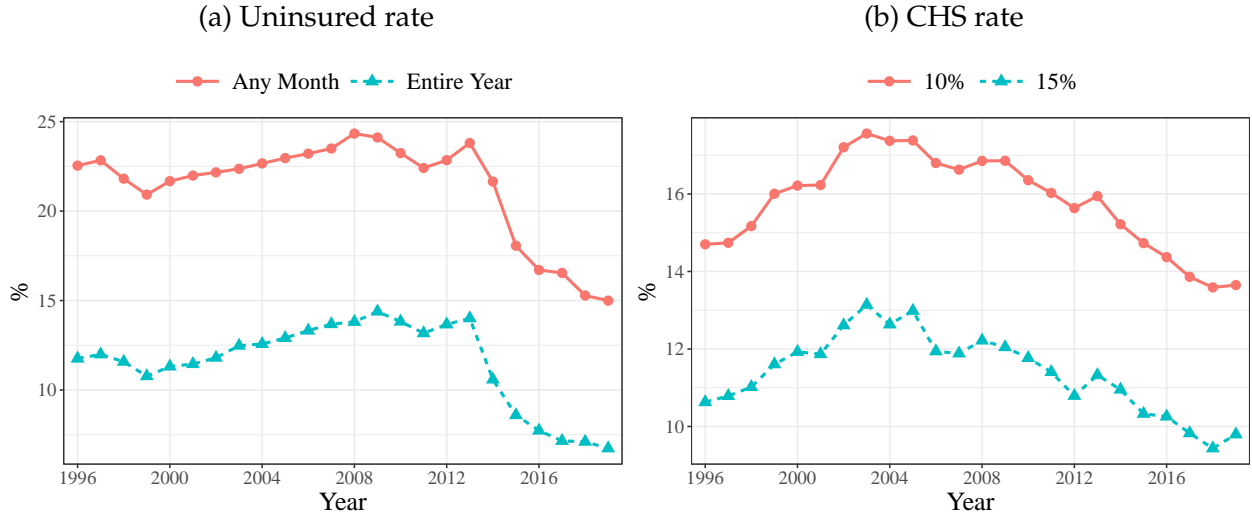 (a) Uninsured rate
Any Month Entire Year
25
20
15
10
%
1996 2000 2004 2008 2012 2016
Year
(b) CHS rate
10% 15%
16
14
12
10
%
1996 2000 2004 2008 2012 2016
Year